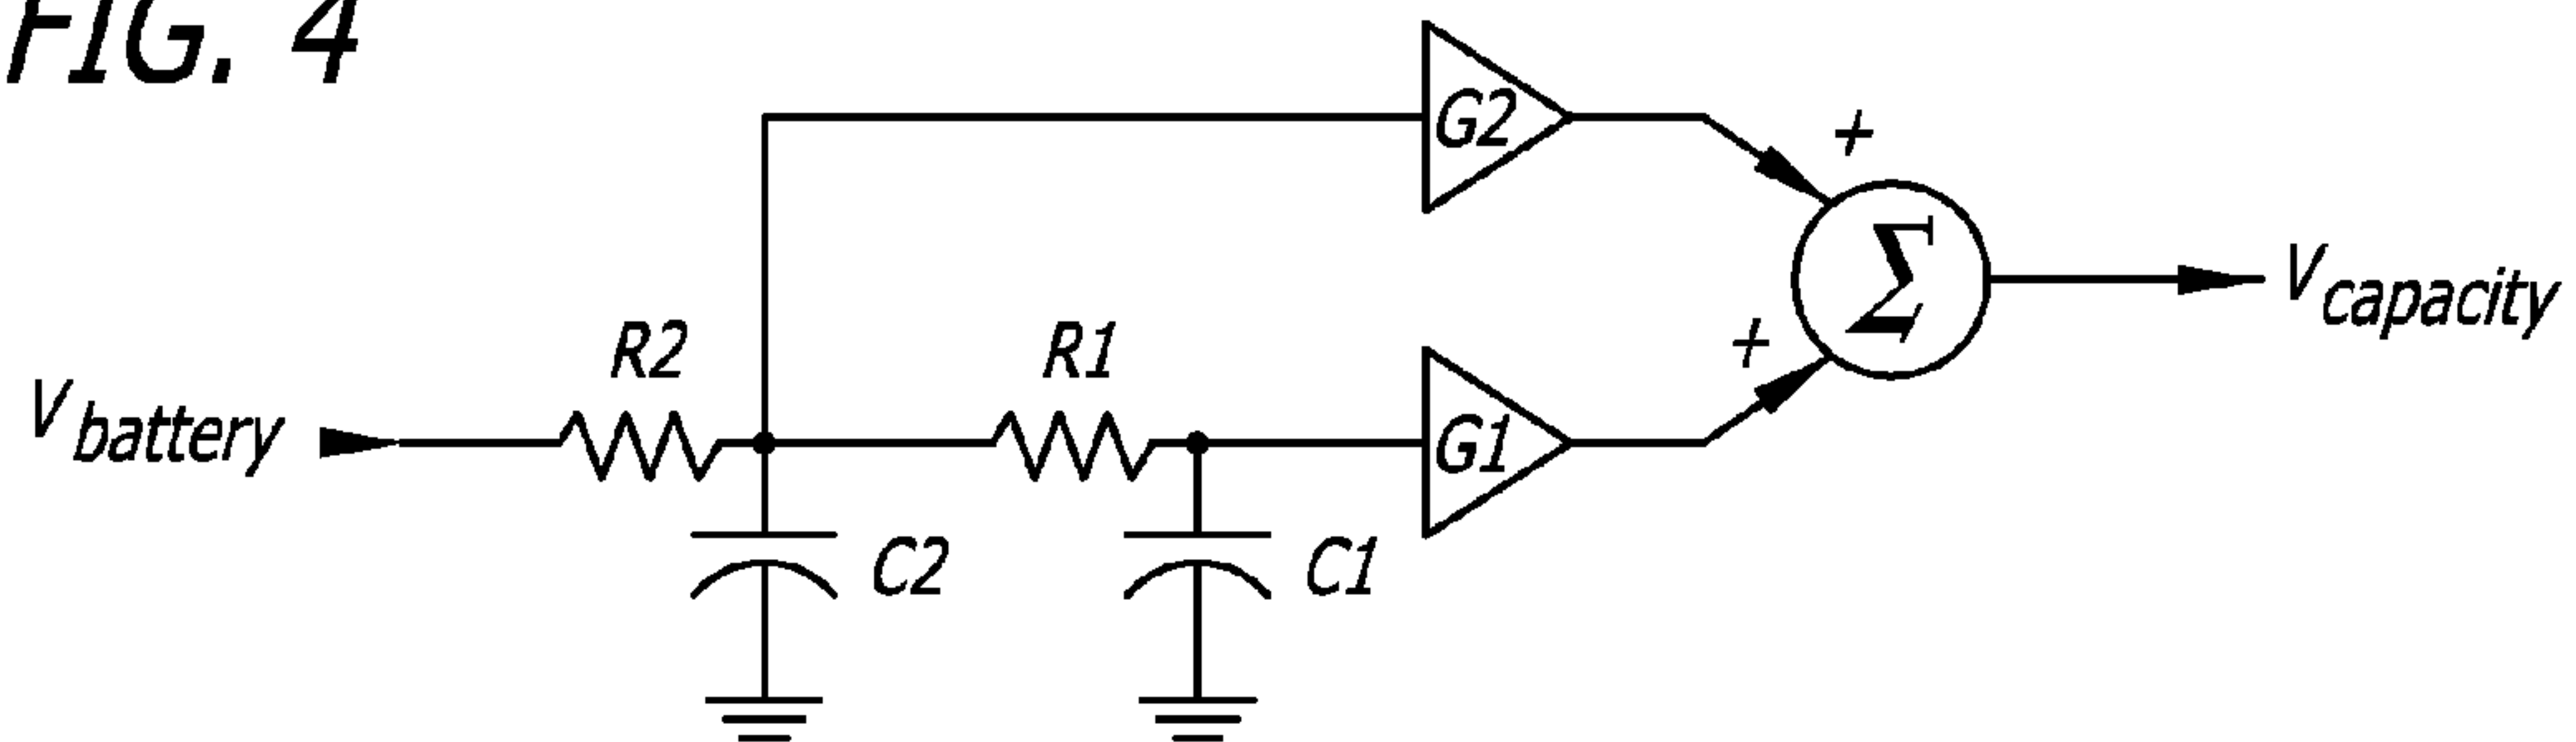 FIG. 4
G2
+
Σ
V capacity
+
R2
R1
V battery
G1
C2
C1